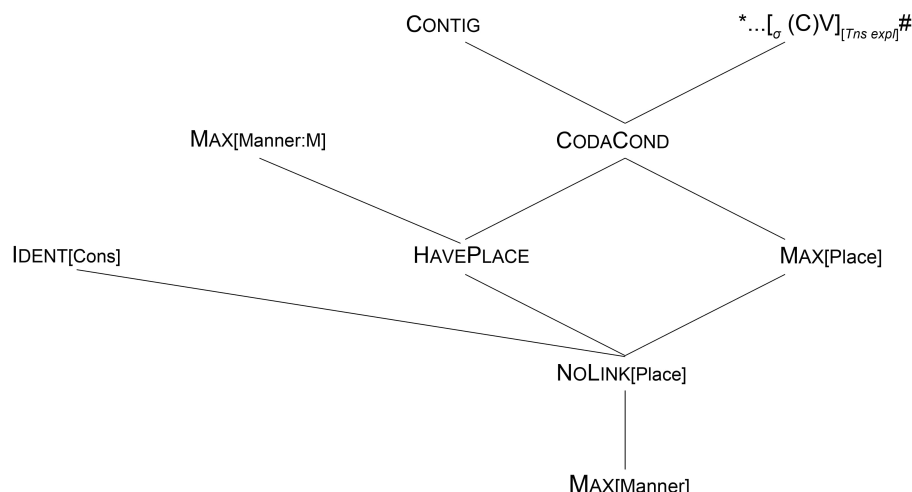 CONTIG *...[σ (C)V][Tns expl]#
MAX[Manner:M] CODACOND
IDENT[Cons] HAVEPLACE MAX[Place]
NOLINK[Place]
MAX[Manner]